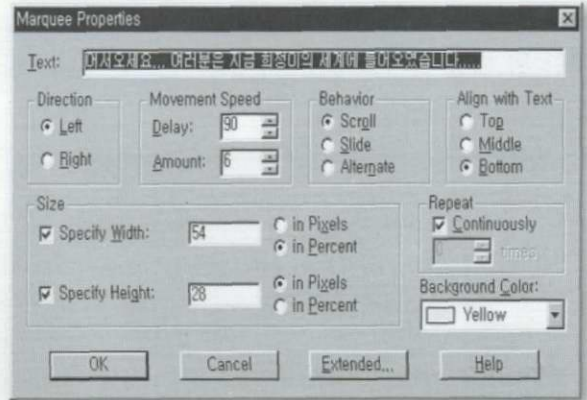 Marquee Properties
Text: 어서오세요... 여러분은 지금 최정미의 세계에 들어오셨습니다.....
Direction
Left
Right
Movement Speed
Delay: 90
Amount: 6
Behavior
Scroll
Slide
Alternate
Align with Text
Top
Middle
Bottom
Size
Specify Width: 54
in Pixels
in Percent
Specify Height: 28
in Pixels
in Percent
Repeat
Continuously
times
Background Color:
Yellow
OK Cancel Extended... Help